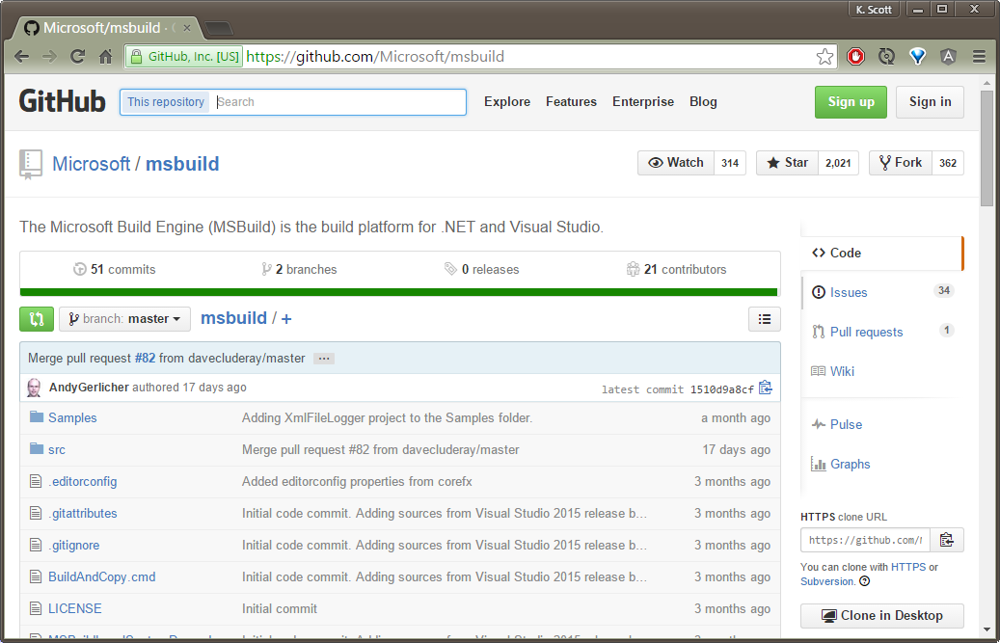 K. Scott
Microsoft/msbuild ·
GitHub, Inc. [US] https://github.com/Microsoft/msbuild
GitHub This repository Search Explore Features Enterprise Blog Sign up Sign in
Microsoft / msbuild Watch 314 Star 2,021 Fork 362
The Microsoft Build Engine (MSBuild) is the build platform for .NET and Visual Studio.
51 commits 2 branches 0 releases 21 contributors
branch: master msbuild / +
Merge pull request #82 from davecluderay/master ...
AndyGerlicher authored 17 days ago latest commit 1510d9a8cf
Samples Adding XmlFileLogger project to the Samples folder. a month ago
src Merge pull request #82 from davecluderay/master 17 days ago
.editorconfig Added editorconfig properties from corefx 3 months ago
.gitattributes Initial code commit. Adding sources from Visual Studio 2015 release b... 3 months ago
.gitignore Initial code commit. Adding sources from Visual Studio 2015 release b... 3 months ago
BuildAndCopy.cmd Initial code commit. Adding sources from Visual Studio 2015 release b... 3 months ago
LICENSE Initial commit 3 months ago
Code
Issues 34
Pull requests 1
Wiki
Pulse
Graphs
HTTPS clone URL
https://github.com/
You can clone with HTTPS or
Subversion.
Clone in Desktop